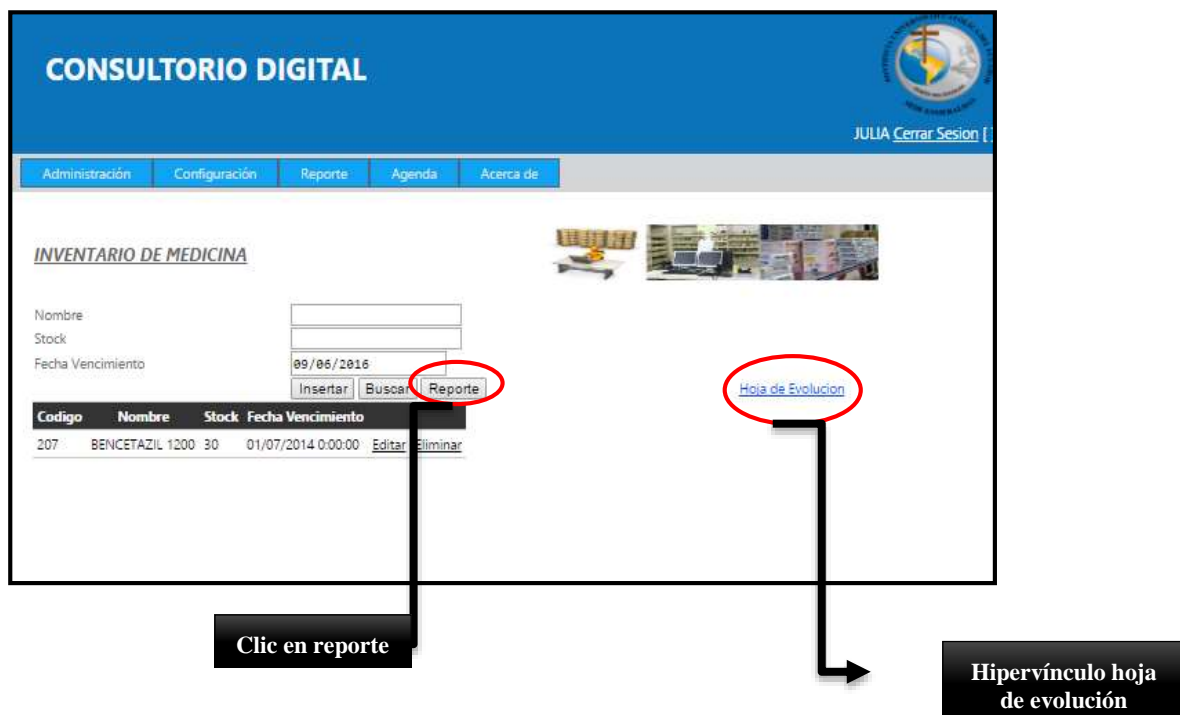 CONSULTORIO DIGITAL
JULIA Cerrar Sesion [
Administración Configuración Reporte Agenda Acerca de
INVENTARIO DE MEDICINA
Nombre
Stock
Fecha Vencimiento 09/06/2016
Insertar Buscar Reporte
Hoja de Evolucion
Codigo Nombre Stock Fecha Vencimiento
207 BENCETAZIL 1200 30 01/07/2014 0:00:00 Editar Eliminar
Clic en reporte
Hipervínculo hoja
de evolución